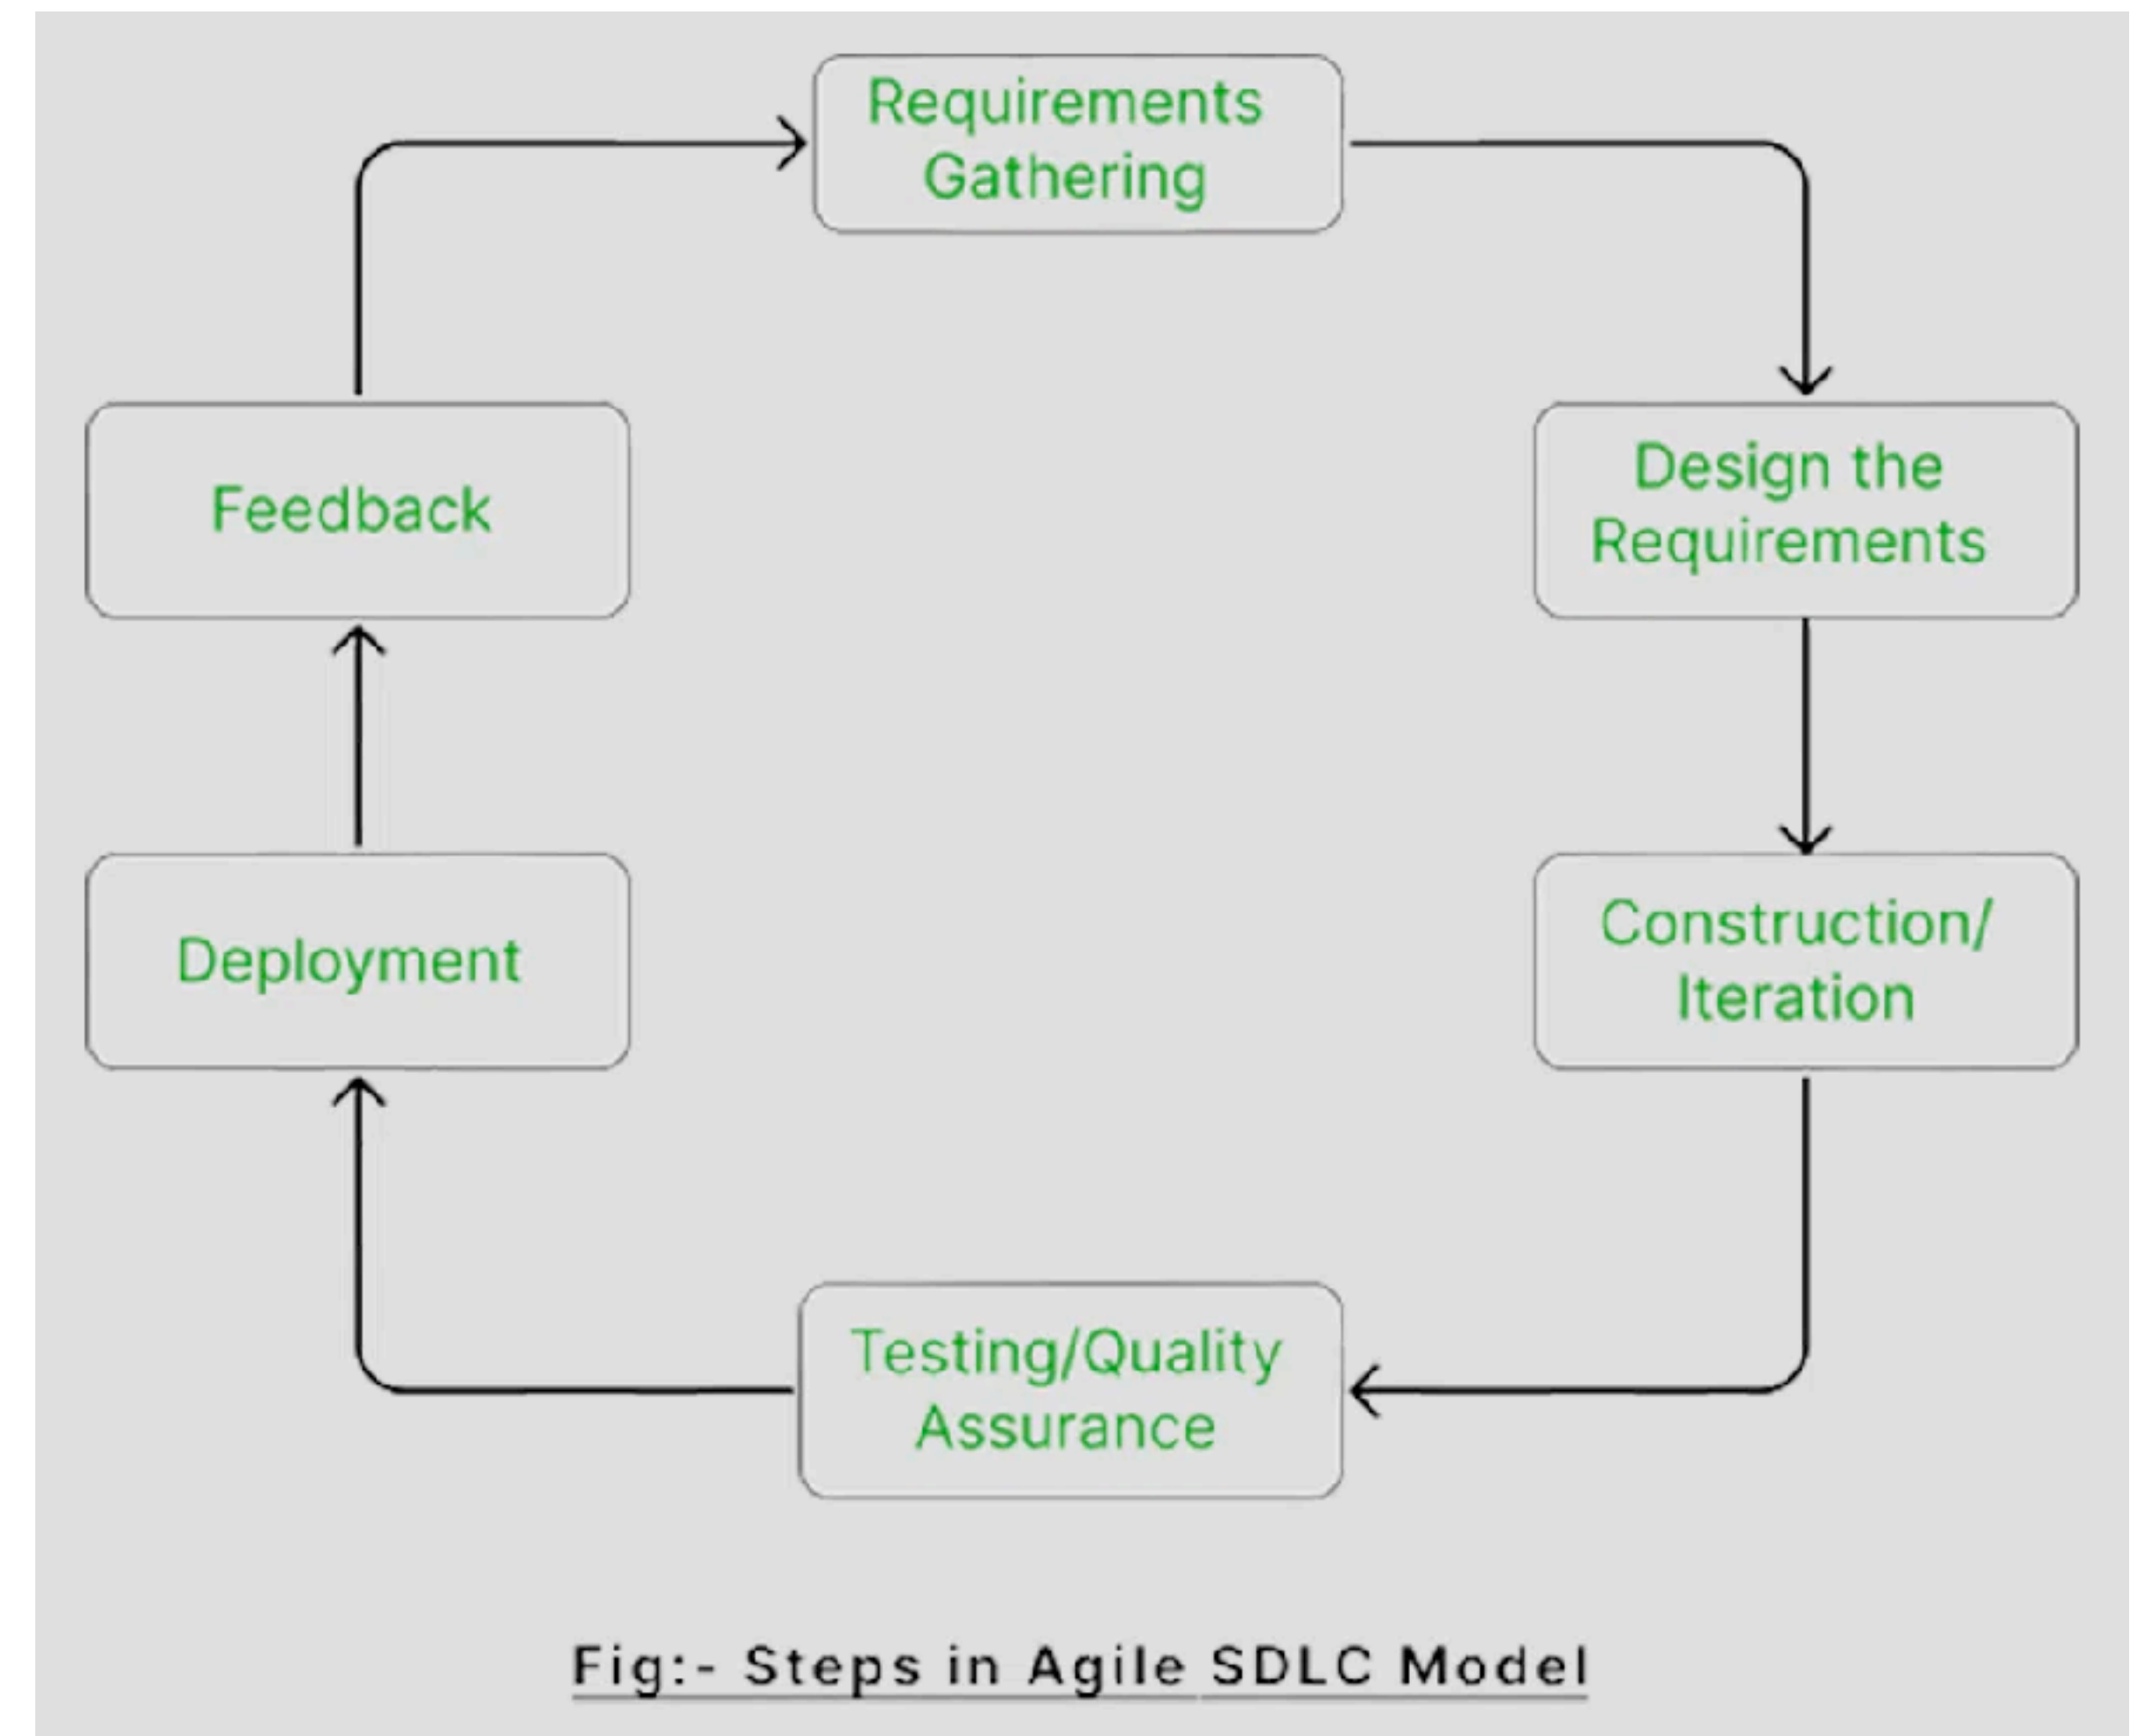 Requirements
Gathering
Design the
Requirements
Construction/
Iteration
Testing/Quality
Assurance
Deployment
Feedback
Fig:- Steps in Agile SDLC Model